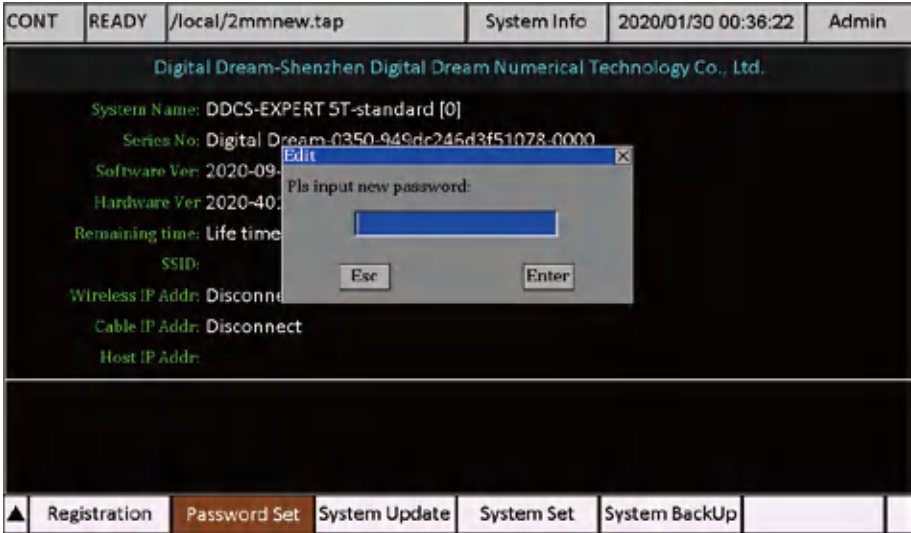 CONT READY /local/2mmnew.tap System Info 2020/01/30 00:36:22 Admin
Digital Dream-Shenzhen Digital Dream Numerical Technology Co., Ltd.
System Name: DDCS-EXPERT 5T-standard [0]
Series No: Digital Dream-0350-949dc246d3f51078-0000
Edit
Software Ver: 2020-09-
Pls input new password:
Hardware Ver 2020-401
Remaining time: Life time
SSID:
Esc Enter
Wireless IP Addr: Disconne
Cable IP Addr: Disconnect
Host IP Addr:
▲ Registration Password Set System Update System Set System BackUp